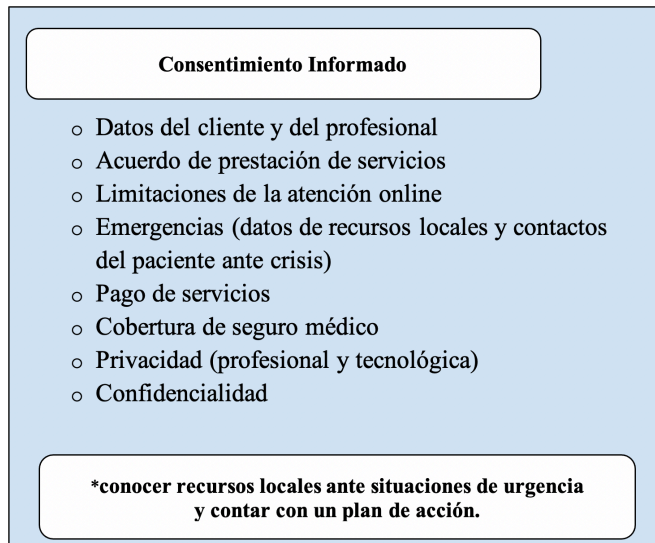 Consentimiento Informado
o Datos del cliente y del profesional
o Acuerdo de prestación de servicios
o Limitaciones de la atención online
o Emergencias (datos de recursos locales y contactos
del paciente ante crisis)
o Pago de servicios
o Cobertura de seguro médico
o Privacidad (profesional y tecnológica)
o Confidencialidad
*conocer recursos locales ante situaciones de urgencia
y contar con un plan de acción.